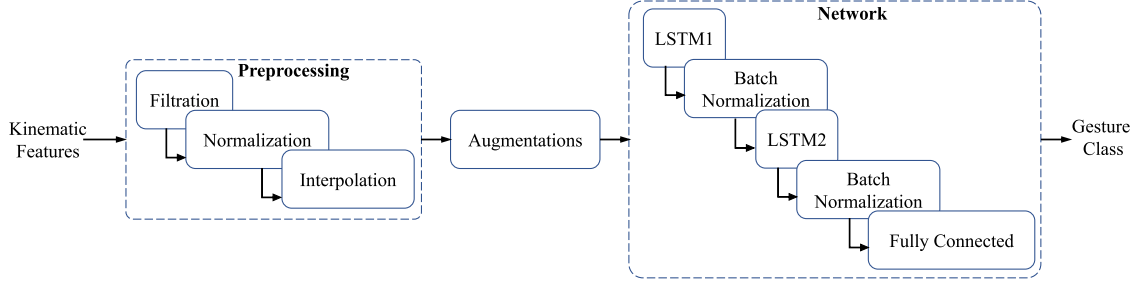 Kinematic
Features
Preprocessing
Filtration
Normalization
Interpolation
Augmentations
Network
LSTM1
Batch
Normalization
LSTM2
Batch
Normalization
Fully Connected
Gesture
Class